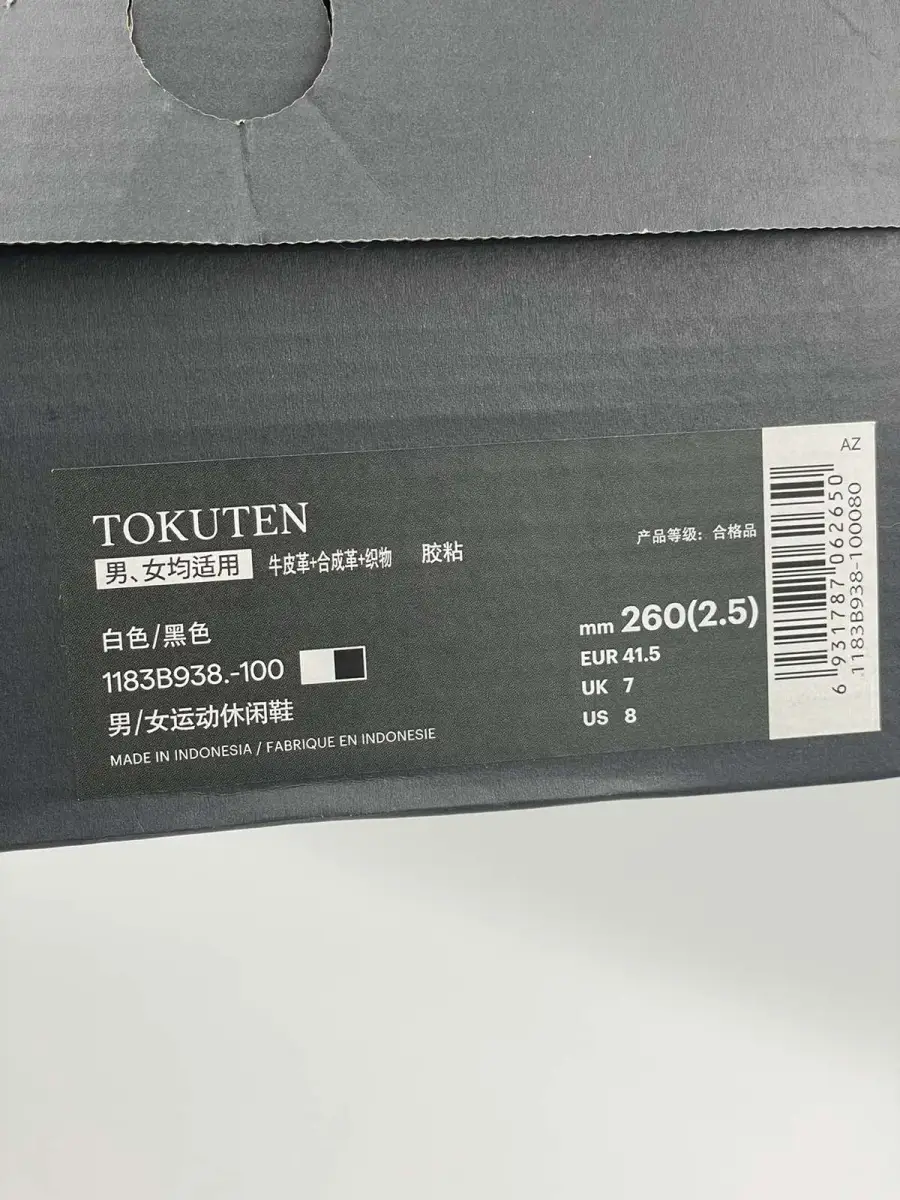 TOKUTEN
男、女均适用 牛皮革+合成革+织物 胶粘
产品等级：合格品
白色/黑色
1183B938.-100
男/女运动休闲鞋
MADE IN INDONESIA / FABRIQUE EN INDONESIE
mm 260(2.5)
EUR 41.5
UK 7
US 8
AZ
6 931787 062650
1183B938-100080